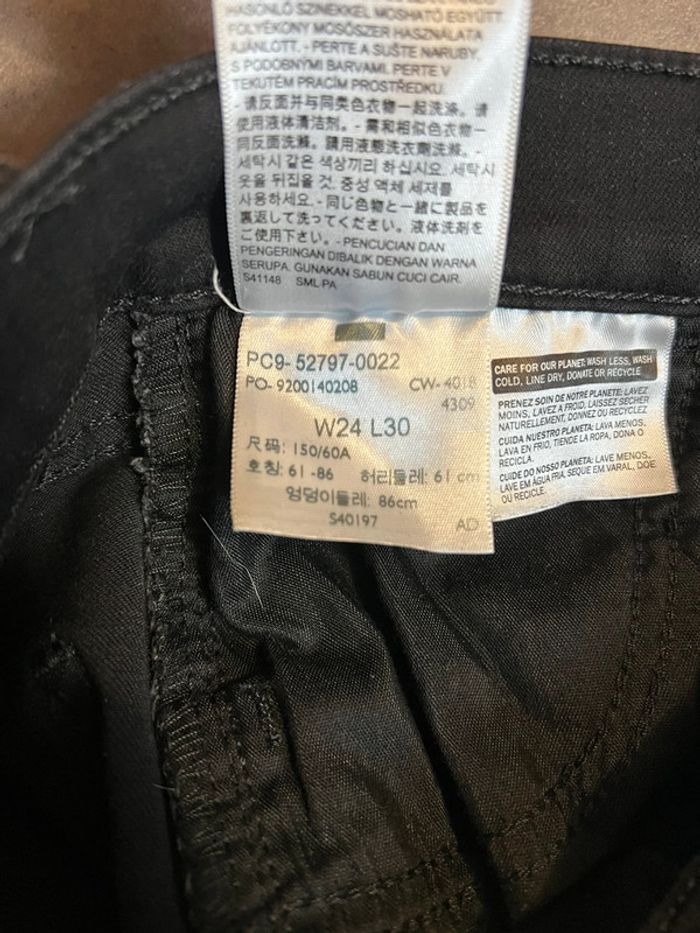 HASONLÓ SZÍNEKKEL MOSHATÓ EGYÜTT.
FOLYÉKONY MOSÓSZER HASZNÁLATA
AJÁNLOTT. - PERTE A SUŠTE NARUBY,
S PODOBNÝMI BARVAMI. PERTE V
TEKUTÉM PRACÍM PROSTŘEDKU.
- 请反面并与同类色衣物一起洗涤。请
使用液体清洁剂。- 需和相似色衣物一
同反面洗滌。請用液態洗衣劑洗滌。-
세탁시 같은 색상끼리 하십시요. 세탁시
옷을 뒤집을 것. 중성 액체 세제를
사용하세요. - 同じ色物と一緒に製品を
裏返して洗ってください。液体洗剤を
ご使用下さい。- PENCUCIAN DAN
PENGERINGAN DIBALIK DENGAN WARNA
SERUPA. GUNAKAN SABUN CUCI CAIR.
S41148 SML-PA
PC9- 52797-0022
PO- 9200140208 CW- 4018
4309
W24 L30
尺码: 150/60A
호칭: 61 -86 허리둘레: 61 cm
엉덩이둘레: 86cm
S40197 AD
CARE FOR OUR PLANET: WASH LESS, WASH
COLD, LINE DRY, DONATE OR RECYCLE
PRENEZ SOIN DE NOTRE PLANETE: LAVEZ
MOINS, LAVEZ A FROID, LAISSEZ SECHER
NATURELLEMENT, DONNEZ OU RECYCLEZ
CUIDA NUESTRO PLANETA: LAVA MENOS,
LAVA EN FRÍO, TIENDE LA ROPA, DONA O
RECICLA.
CUIDE DO NOSSO PLANETA: LAVE MENOS,
LAVE EM ÁGUA FRIA, SEQUE EM VARAL, DOE
OU RECICLE.